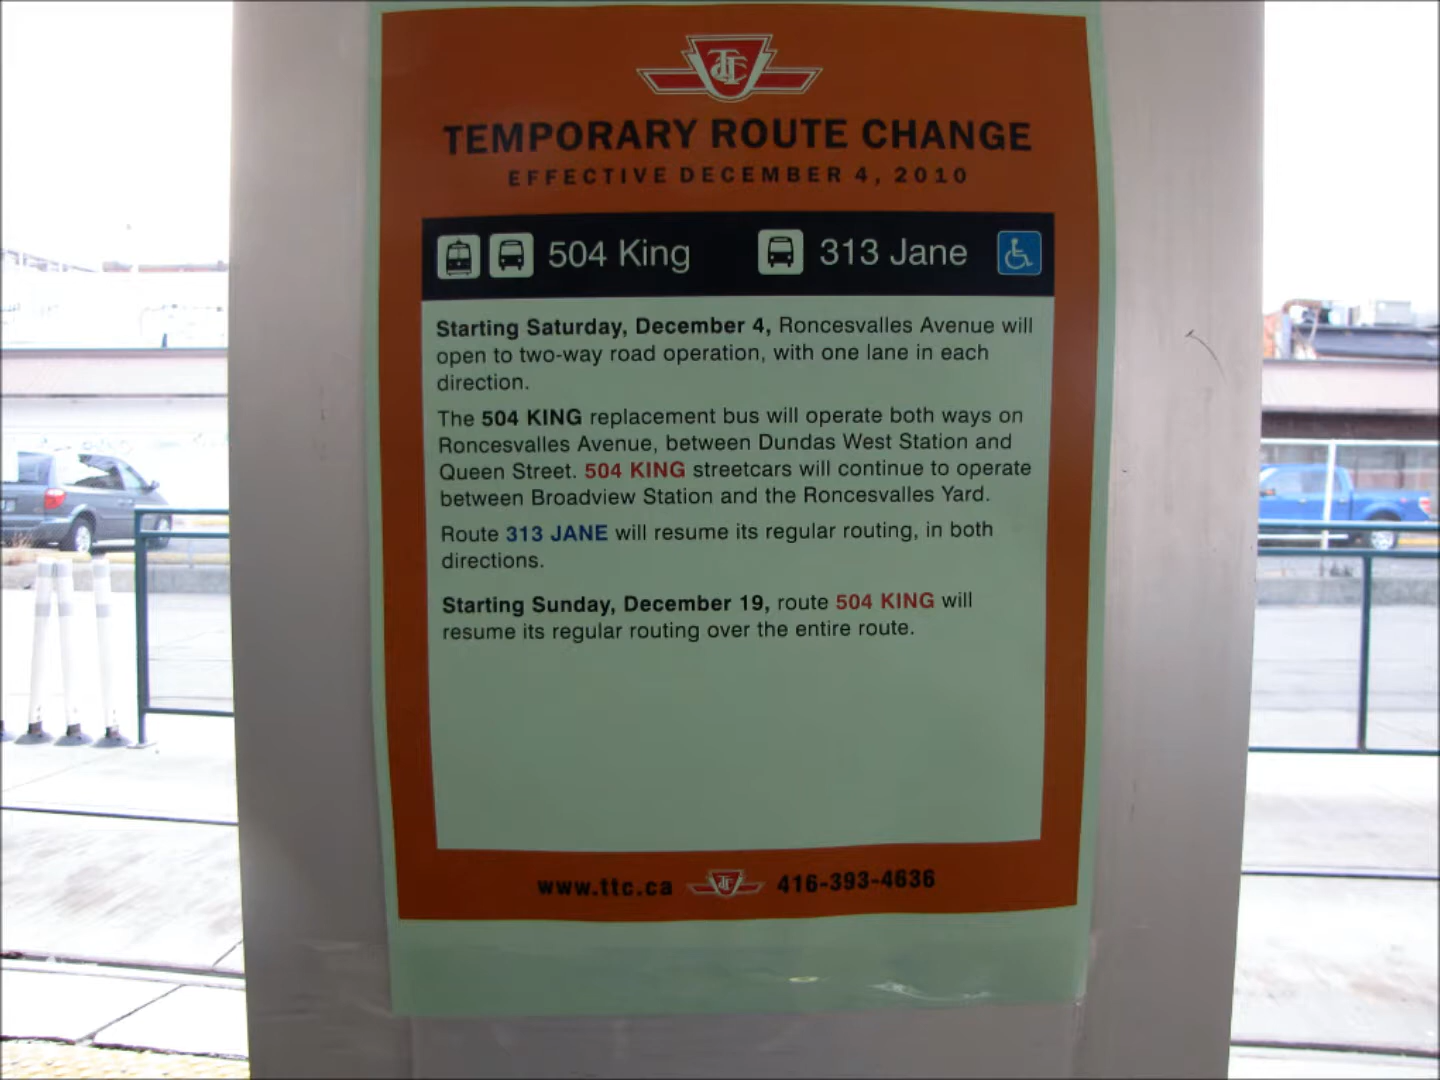 TTC
TEMPORARY ROUTE CHANGE
EFFECTIVE DECEMBER 4, 2010
504 King 313 Jane
Starting Saturday, December 4, Roncesvalles Avenue will
open to two-way road operation, with one lane in each
direction.
The 504 KING replacement bus will operate both ways on
Roncesvalles Avenue, between Dundas West Station and
Queen Street. 504 KING streetcars will continue to operate
between Broadview Station and the Roncesvalles Yard.
Route 313 JANE will resume its regular routing, in both
directions.
Starting Sunday, December 19, route 504 KING will
resume its regular routing over the entire route.
www.ttc.ca TTC 416-393-4636